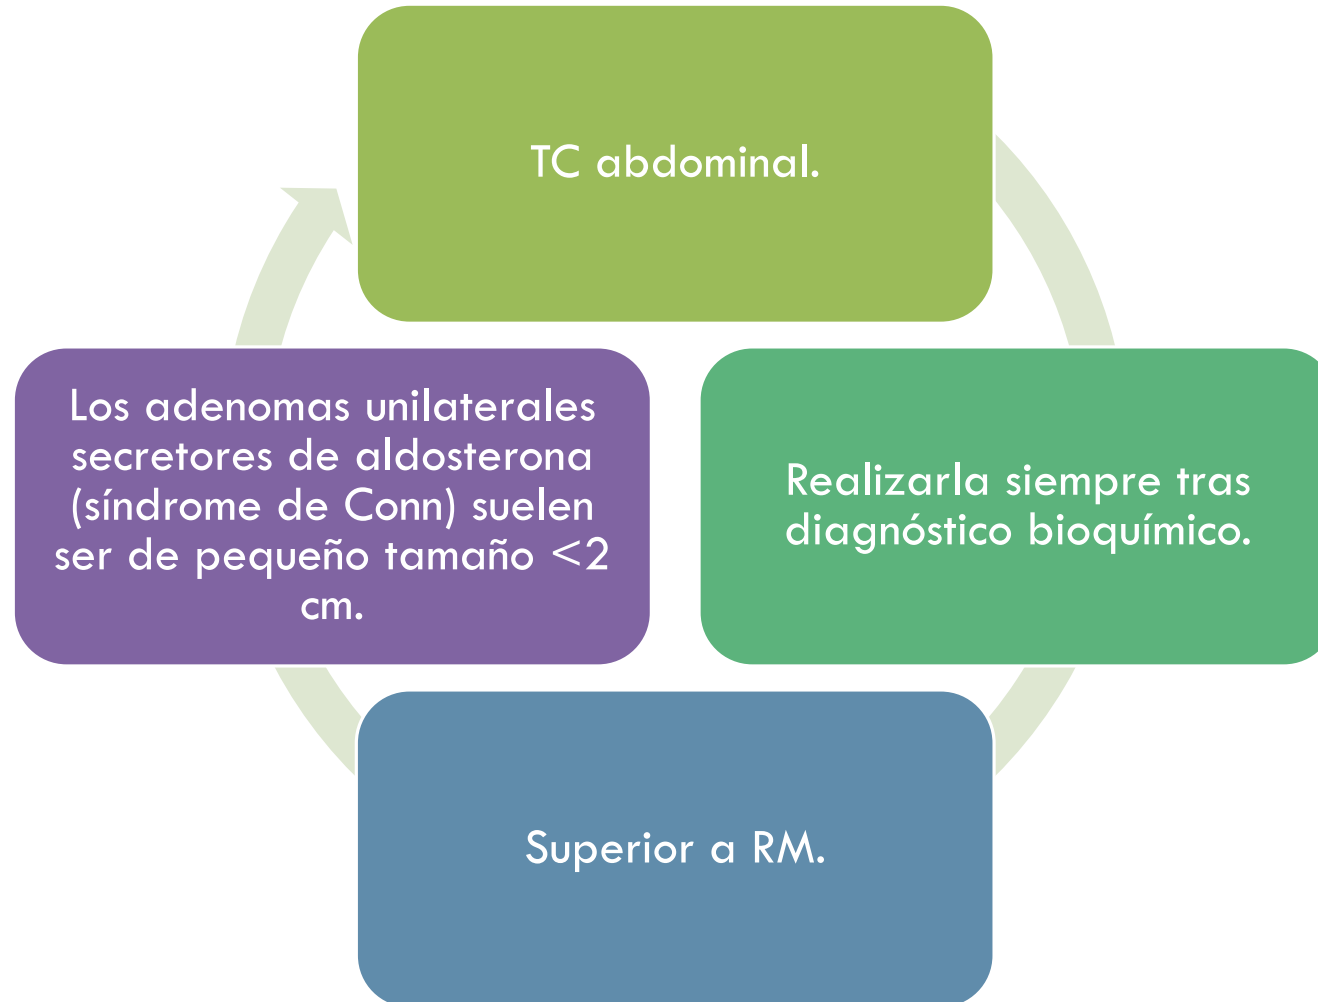 TC abdominal.
Realizarla siempre tras
diagnóstico bioquímico.
Superior a RM.
Los adenomas unilaterales
secretores de aldosterona
(síndrome de Conn) suelen
ser de pequeño tamaño <2
cm.